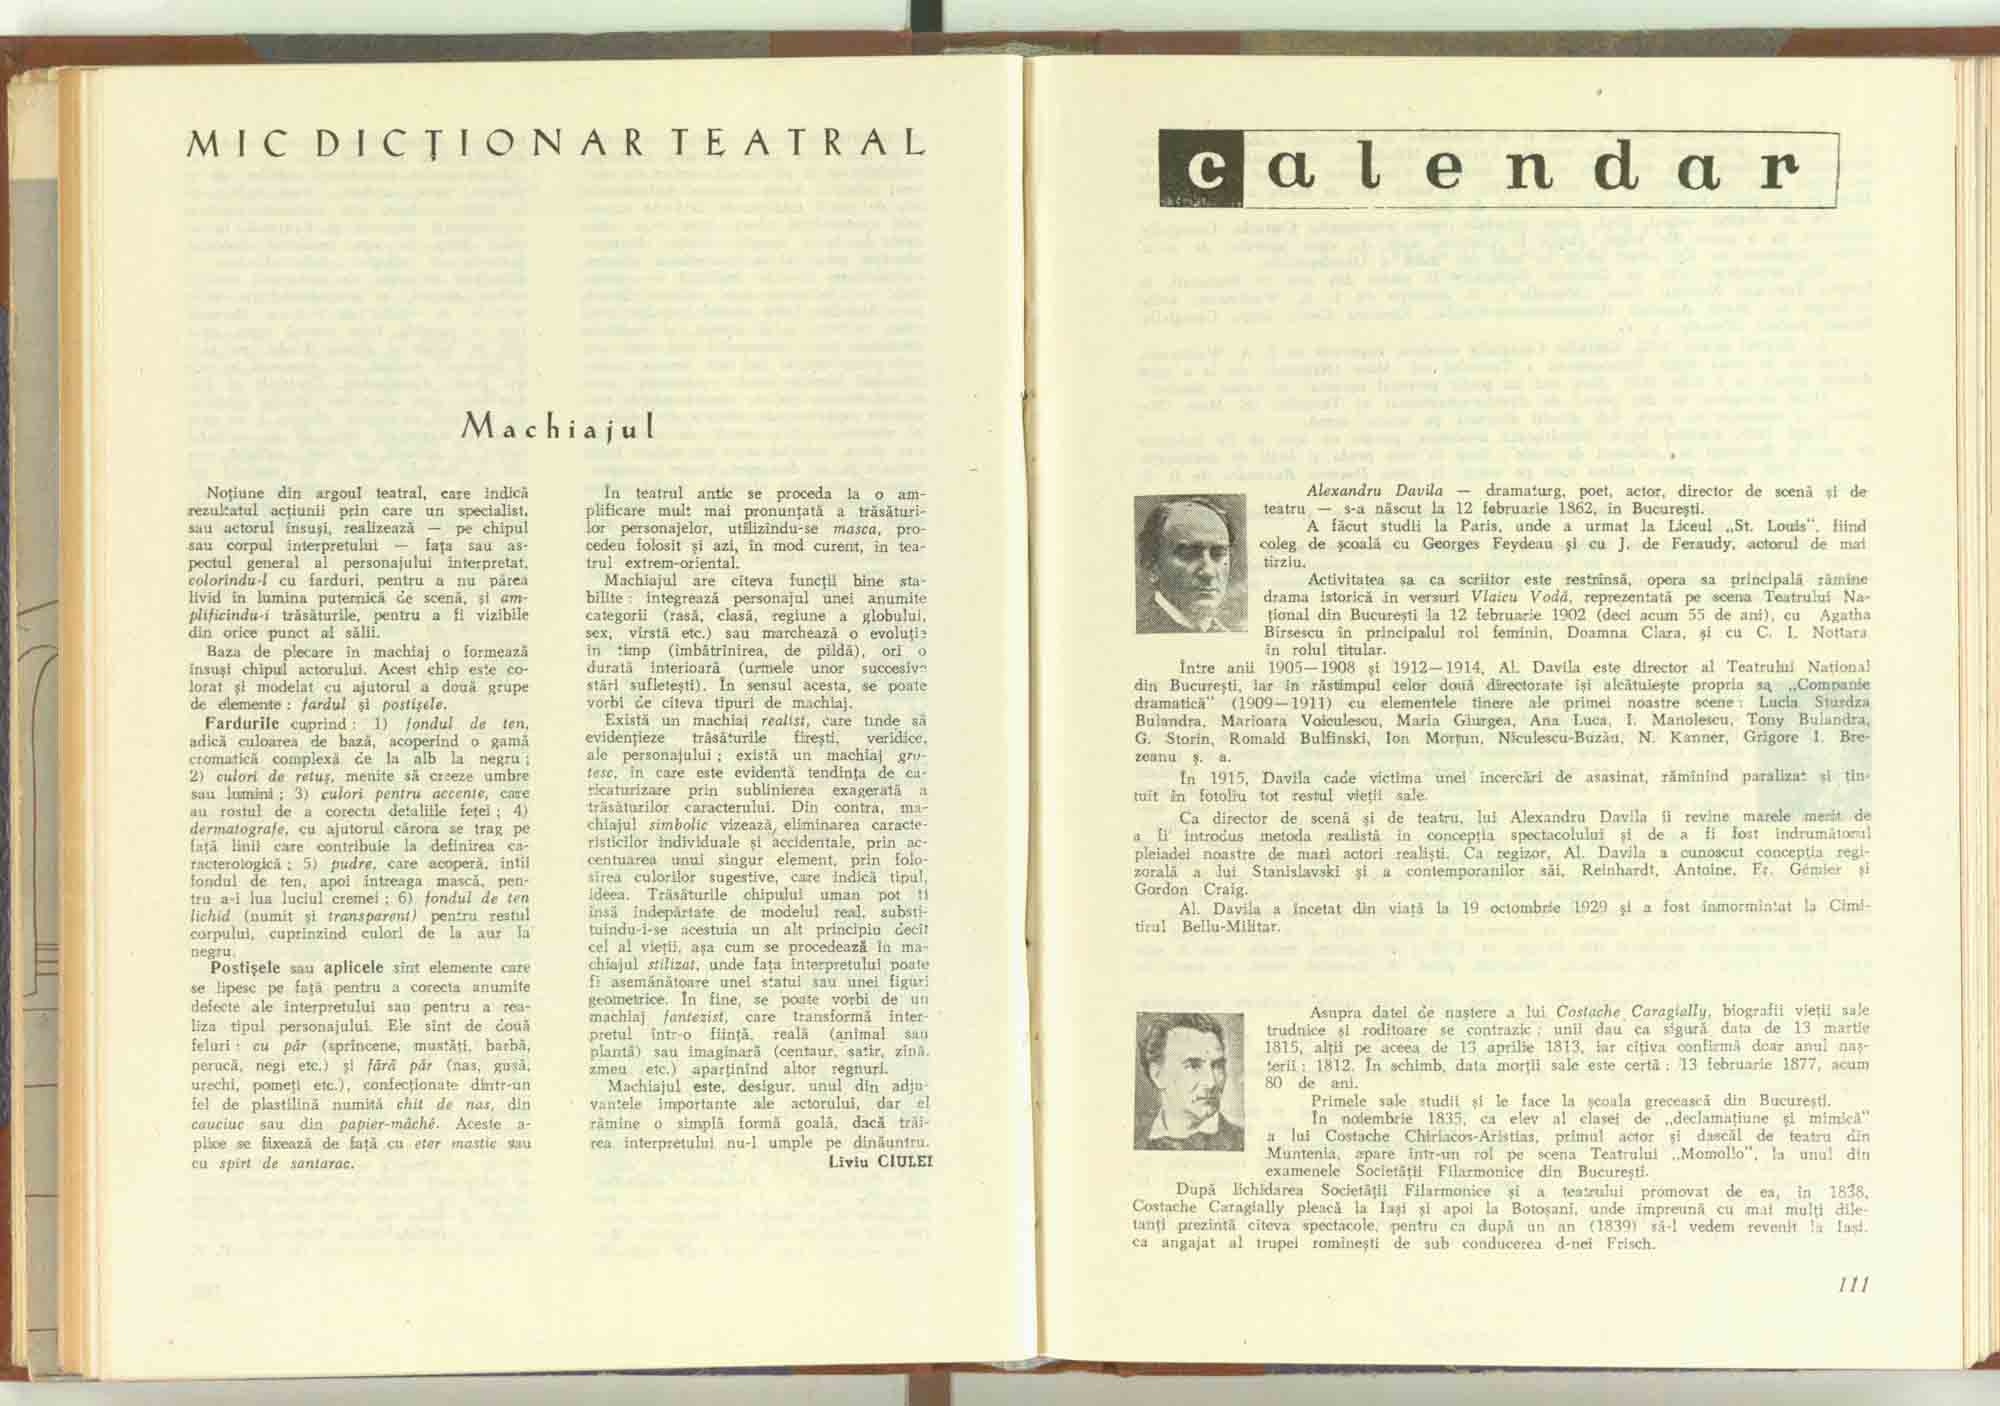 MIC DICȚIONAR TEATRAL
Machiajul
Noțiune din argoul teatral, care indică
rezultatul acțiunii prin care un specialist,
sau actorul însuși, realizează — pe chipul
sau corpul interpretului — fața sau as-
pectul general al personajului interpretat,
colorîndu-l cu farduri, pentru a nu părea
livid în lumina puternică de scenă, și am-
plificîndu-i trăsăturile, pentru a fi vizibile
din orice punct al sălii.
Baza de plecare în machiaj o formează
însuși chipul actorului. Acest chip este co-
lorat și modelat cu ajutorul a două grupe
de elemente : fardul și postișele.
Fardurile cuprind : 1) fondul de ten,
adică culoarea de bază, acoperind o gamă
cromatică complexă de la alb la negru ;
2) culori de retuș, menite să creeze umbre
sau lumini ; 3) culori pentru accente, care
au rostul de a corecta detaliile feței ; 4)
dermatografe, cu ajutorul cărora se trag pe
față linii care contribuie la definirea ca-
racterologică ; 5) pudre, care acoperă, întîi
fondul de ten, apoi întreaga mască, pen-
tru a-i lua luciul cremei ; 6) fondul de ten
lichid (numit și transparent) pentru restul
corpului, cuprinzînd culori de la aur la
negru.
Postișele sau aplicele sînt elemente care
se lipesc pe față pentru a corecta anumite
defecte ale interpretului sau pentru a rea-
liza tipul personajului. Ele sînt de două
feluri : cu păr (sprîncene, mustăți, barbă,
perucă, negi etc.) și fără păr (nas, gușă,
urechi, pomeți etc.), confecționate dintr-un
fel de plastilină numită chit de nas, din
cauciuc sau din papier-mâché. Aceste a-
plice se fixează de față cu eter mastic sau
cu spirt de santarac.
În teatrul antic se proceda la o am-
plificare mult mai pronunțată a trăsături-
lor personajelor, utilizîndu-se masca, pro-
cedeu folosit și azi, în mod curent, în tea-
trul extrem-oriental.
Machiajul are cîteva funcții bine sta-
bilite : integrează personajul unei anumite
categorii (rasă, clasă, regiune a globului,
sex, vîrstă etc.) sau marchează o evoluție
în timp (îmbătrînirea, de pildă), ori o
durată interioară (urmele unor succesive
stări sufletești). În sensul acesta, se poate
vorbi de cîteva tipuri de machiaj.
Există un machiaj realist, care tinde să
evidențieze trăsăturile firești, veridice,
ale personajului ; există un machiaj gro-
tesc, în care este evidentă tendința de ca-
ricaturizare prin sublinierea exagerată a
trăsăturilor caracterului. Din contra, ma-
chiajul simbolic vizează, eliminarea caracte-
risticilor individuale și accidentale, prin ac-
centuarea unui singur element, prin folo-
sirea culorilor sugestive, care indică tipul,
ideea. Trăsăturile chipului uman pot fi
însă îndepărtate de modelul real, substi-
tuindu-i-se acestuia un alt principiu decît
cel al vieții, așa cum se procedează în ma-
chiajul stilizat, unde fața interpretului poate
fi asemănătoare unei statui sau unei figuri
geometrice. În fine, se poate vorbi de un
machiaj fantezist, care transformă inter-
pretul într-o ființă, reală (animal sau
plantă) sau imaginară (centaur, satir, zînă,
zmeu etc.) aparținînd altor regnuri.
Machiajul este, desigur, unul din adju-
vantele importante ale actorului, dar el
rămîne o simplă formă goală, dacă trăi-
rea interpretului nu-l umple pe dinăuntru.
Liviu CIULEI
calendar
Alexandru Davila — dramaturg, poet, actor, director de scenă și de
teatru — s-a născut la 12 februarie 1862, în București.
A făcut studii la Paris, unde a urmat la Liceul „St. Louis“, fiind
coleg de școală cu Georges Feydeau și cu J. de Feraudy, actorul de mai
tîrziu.
Activitatea sa ca scriitor este restrînsă, opera sa principală rămîne
drama istorică în versuri Vlaicu Vodă, reprezentată pe scena Teatrului Na-
țional din București la 12 februarie 1902 (deci acum 55 de ani), cu Agatha
Bîrsescu în principalul rol feminin, Doamna Clara, și cu C. I. Nottara
în rolul titular.
Între anii 1905—1908 și 1912—1914, Al. Davila este director al Teatrului Național
din București, iar în răstimpul celor două directorate își alcătuiește propria sa „Companie
dramatică“ (1909—1911) cu elementele tinere ale primei noastre scene : Lucia Sturdza
Bulandra, Marioara Voiculescu, Maria Giurgea, Ana Luca, I. Manolescu, Tony Bulandra,
G. Storin, Romald Bulfinski, Ion Morțun, Niculescu-Buzău, N. Kanner, Grigore I. Bre-
zeanu ș. a.
În 1915, Davila cade victima unei încercări de asasinat, rămînînd paralizat și țin-
tuit în fotoliu tot restul vieții sale.
Ca director de scenă și de teatru, lui Alexandru Davila îi revine marele merit de
a fi introdus metoda realistă în concepția spectacolului și de a fi fost îndrumătorul
pleiadei noastre de mari actori realiști. Ca regizor, Al. Davila a cunoscut concepția regi-
zorală a lui Stanislavski și a contemporanilor săi, Reinhardt, Antoine, Fr. Gémier și
Gordon Craig.
Al. Davila a încetat din viață la 19 octombrie 1929 și a fost înmormîntat la Cimi-
tirul Bellu-Militar.
Asupra datei de naștere a lui Costache Caragially, biografii vieții sale
trudnice și roditoare se contrazic : unii dau ca sigură data de 13 martie
1815, alții pe aceea de 13 aprilie 1813, iar cîțiva confirmă doar anul naș-
terii : 1812. În schimb, data morții sale este certă : 13 februarie 1877, acum
80 de ani.
Primele sale studii și le face la școala grecească din București.
În noiembrie 1835, ca elev al clasei de „declamațiune și mimică“
a lui Costache Chiriacos-Aristias, primul actor și dascăl de teatru din
Muntenia, apare într-un rol pe scena Teatrului „Momollo“, la unul din
examenele Societății Filarmonice din București.
După lichidarea Societății Filarmonice și a teatrului promovat de ea, în 1838,
Costache Caragially pleacă la Iași și apoi la Botoșani, unde împreună cu mai mulți dile-
tanți prezintă cîteva spectacole, pentru ca după un an (1839) să-l vedem revenit la Iași,
ca angajat al trupei romînești de sub conducerea d-nei Frisch.
111